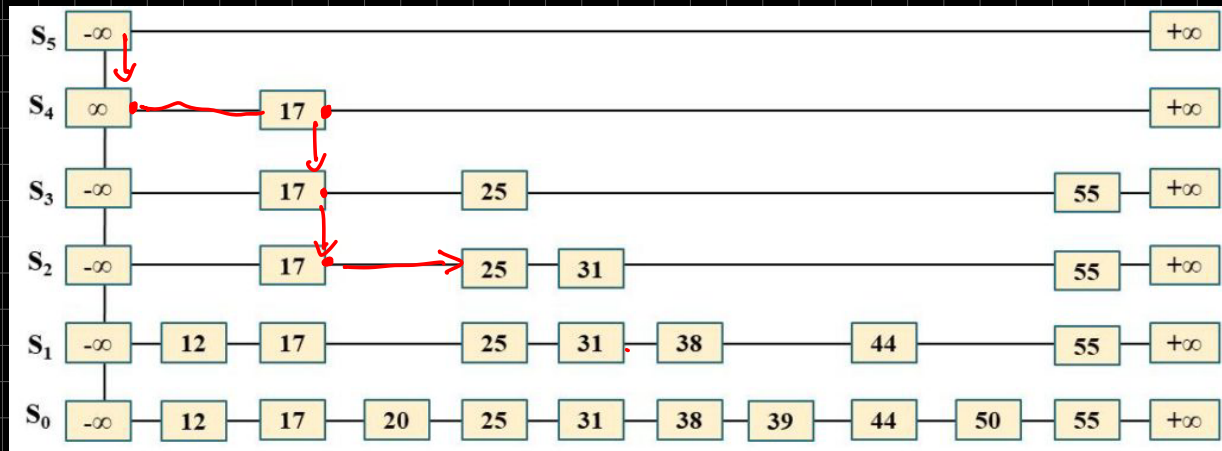 S5 -∞ +∞
S4 ∞ 17 +∞
S3 -∞ 17 25 55 +∞
S2 -∞ 17 25 31 55 +∞
S1 -∞ 12 17 25 31 38 44 55 +∞
S0 -∞ 12 17 20 25 31 38 39 44 50 55 +∞